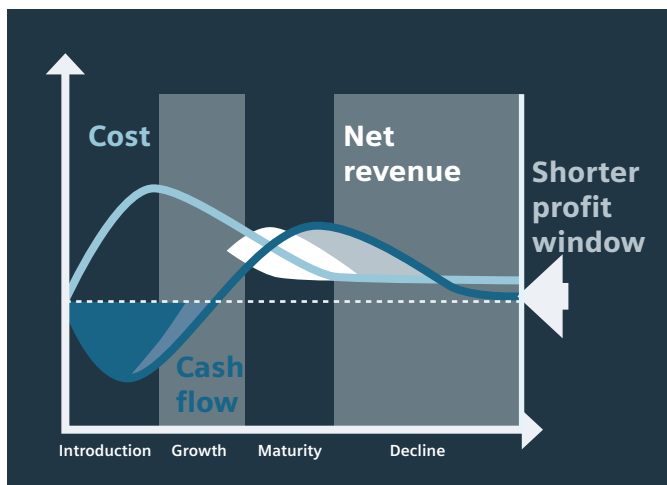 Cost
Net
revenue
Shorter
profit
window
Cash
flow
Introduction
Growth
Maturity
Decline